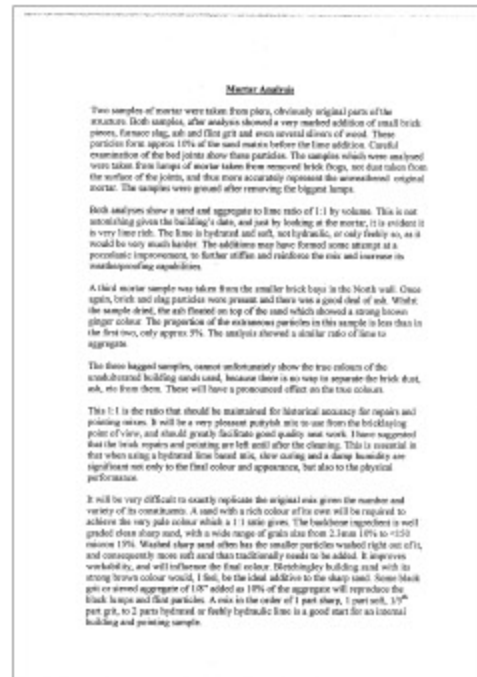 Mortar Analysis
Two samples of mortar were taken from piers, obviously original parts of the
structure. Both samples, after analysis showed a very marked addition of small brick
pieces, furnace slag, ash and flint grit and even several slivers of wood. These
particles form approx 10% of the sand matrix before the lime addition. Careful
examination of the bed joints show these particles. The samples which were analysed
were taken from lumps of mortar taken from removed brick frogs, not dust taken from
the surface of the joints, and thus more accurately represent the unweathered original
mortar. The samples were ground after removing the biggest lumps.
Both analyses show a sand and aggregate to lime ratio of 1:1 by volume. This is not
astonishing given the building's date, and just by looking at the mortar, it is evident it
is very lime rich. The lime is hydrated and soft, not hydraulic, or only feebly so, as it
would be very much harder. The additions may have formed some attempt at a
pozzolanic improvement, to further stiffen and reinforce the mix and increase its
weatherproofing capabilities.
A third mortar sample was taken from the smaller brick bays in the North wall. Once
again, brick and slag particles were present and there was a good deal of ash. Whilst
the sample dried, the ash floated on top of the sand which showed a strong brown
ginger colour. The proportion of the extraneous particles in this sample is less than in
the first two, only approx 5%. The analysis showed a similar ratio of lime to
aggregate.
The three bagged samples, cannot unfortunately show the true colours of the
unadulterated building sands used, because there is no way to separate the brick dust,
ash, etc from them. These will have a pronounced effect on the true colours.
This 1:1 is the ratio that should be maintained for historical accuracy for repairs and
pointing mixes. It will be a very pleasant puttyish mix to use from the bricklaying
point of view, and should greatly facilitate good quality neat work. I have suggested
that the brick repairs and pointing are left until after the cleaning. This is essential in
that when using a hydrated lime based mix, slow curing and a damp humidity are
significant not only to the final colour and appearance, but also to the physical
performance.
It will be very difficult to exactly replicate the original mix given the number and
variety of its constituents. A sand with a rich colour of its own will be required to
achieve the very pale colour which a 1:1 ratio gives. The backbone ingredient is well
graded clean sharp sand, with a wide range of grain size from 2.3mm 10% to <150
micron 15%. Washed sharp sand often has the smaller particles washed right out of it,
and consequently more soft sand than traditionally needs to be added. It improves
workability, and will influence the final colour. Bletchingley building sand with its
strong brown colour would, I feel, be the ideal additive to the sharp sand. Some black
grit or sieved aggregate of 1/8" added as 10% of the aggregate will reproduce the
black lumps and flint particles. A mix in the order of 1 part sharp, 1 part soft, 1/5th
part grit, to 2 parts hydrated or feebly hydraulic lime is a good start for an internal
building and pointing sample.